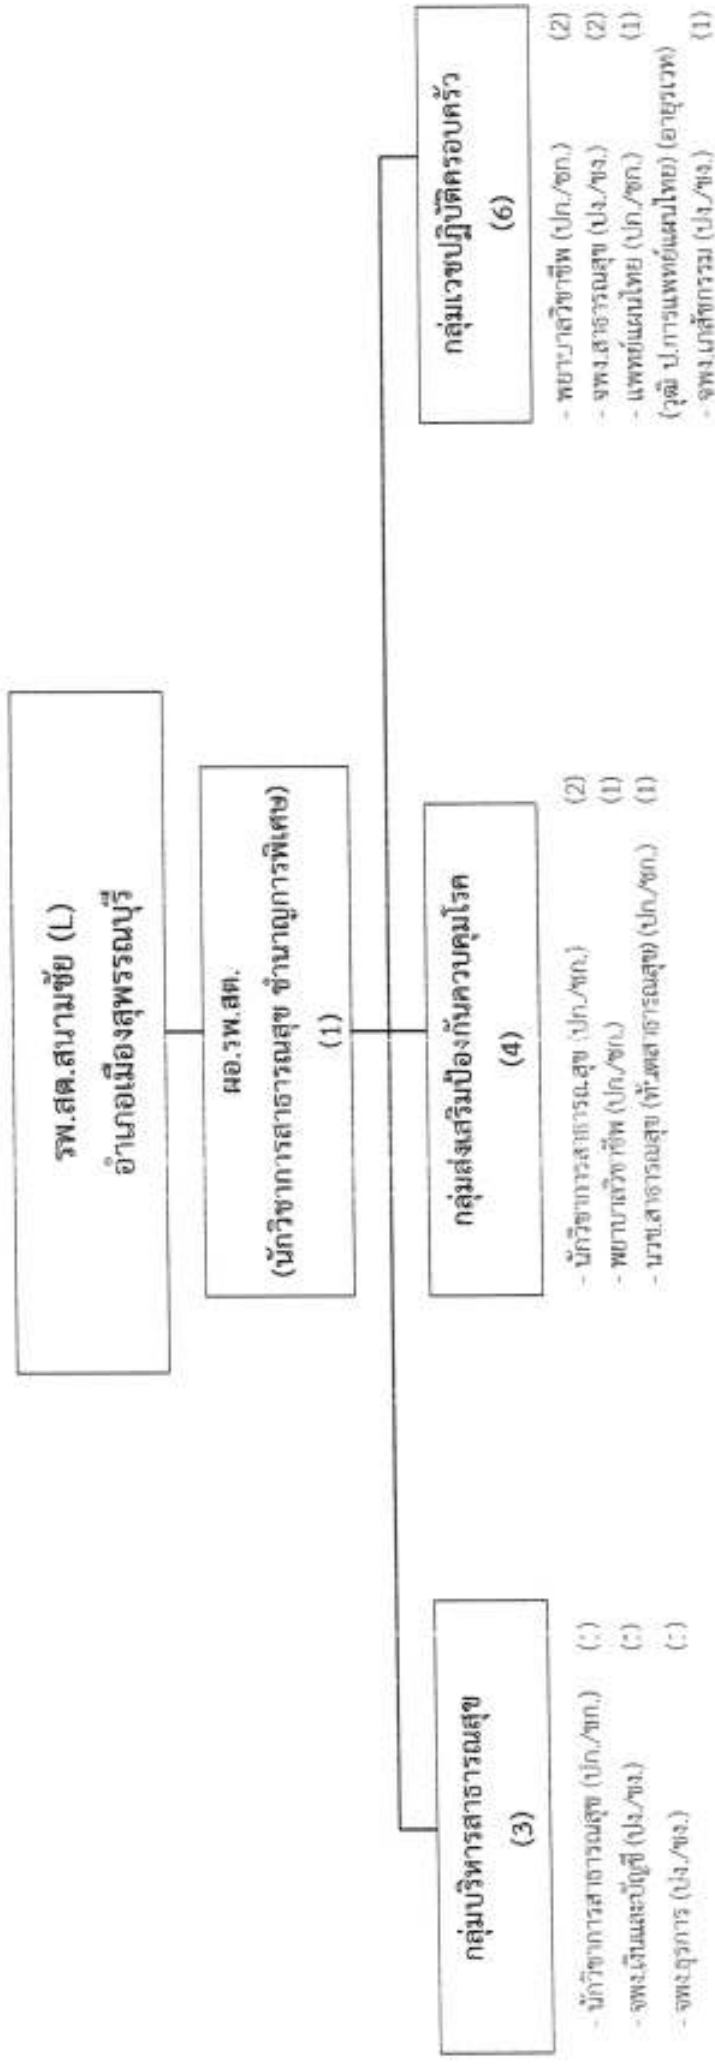 รพ.สต.สนามชัย (L)
อำเภอเมืองสุพรรณบุรี
ผอ.รพ.สต.
(นักวิชาการสาธารณสุข ชำนาญการพิเศษ)
(1)
กลุ่มบริหารสาธารณสุข
(3)
- นักวิชาการสาธารณสุข (ปก./ชก.)
- จพง.เงินและบัญชี (ปง./ชง.)
- จพง.ธุรการ (ปง./ชง.)
กลุ่มส่งเสริมป้องกันควบคุมโรค
(4)
- นักวิชาการสาธารณสุข (ปก./ชก.) (2)
- พยาบาลวิชาชีพ (ปก./ชก.) (1)
- นวช.สาธารณสุข (ทันตสาธารณสุข) (ปก./ชก.) (1)
กลุ่มเวชปฏิบัติครอบครัว
(6)
- พยาบาลวิชาชีพ (ปก./ชก.) (2)
- จพง.สาธารณสุข (ปง./ชง.) (2)
- แพทย์แผนไทย (ปก./ชก.) (1)
(วุฒิ ป.การแพทย์แผนไทย) (อายุรเวท)
- จพง.เภสัชกรรม (ปง./ชง.) (1)